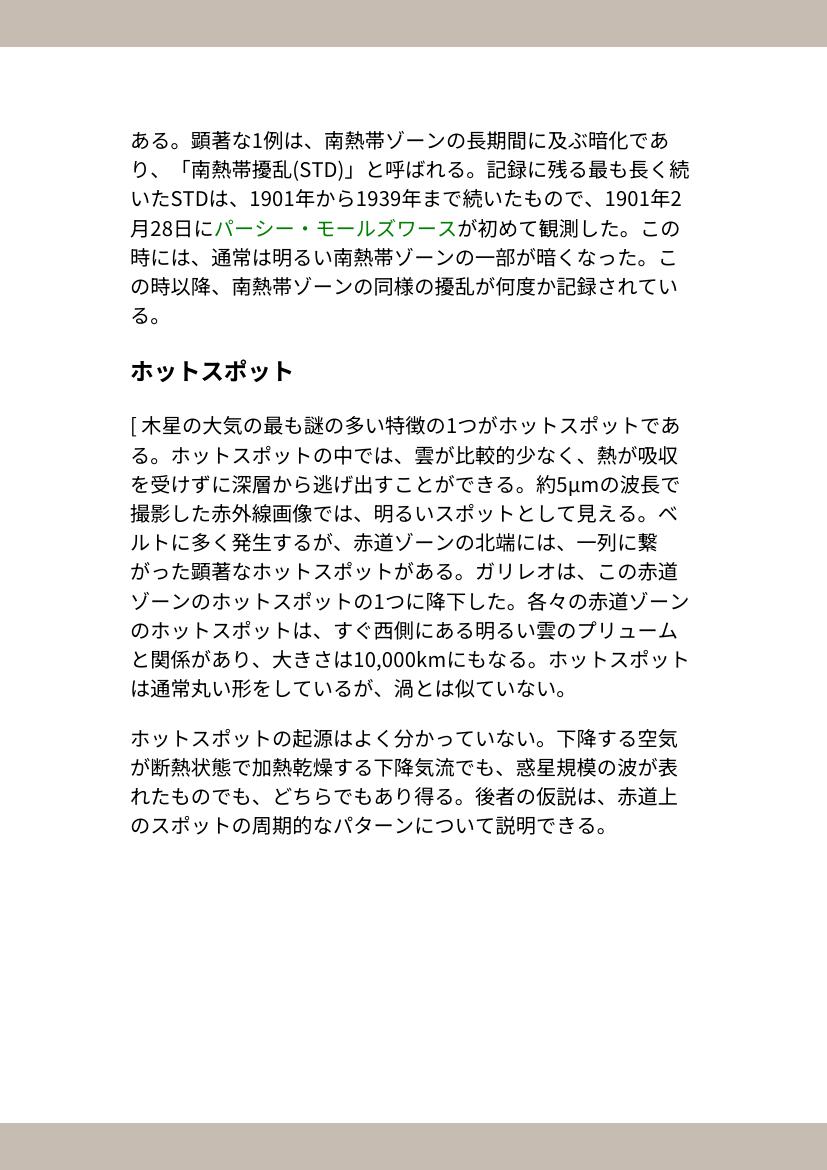 ある。顕著な1例は、南熱帯ゾーンの長期間に及ぶ暗化であ
り、「南熱帯擾乱(STD)」と呼ばれる。記録に残る最も長く続
いたSTDは、1901年から1939年まで続いたもので、1901年2
月28日にパーシー・モールズワースが初めて観測した。この
時には、通常は明るい南熱帯ゾーンの一部が暗くなった。こ
の時以降、南熱帯ゾーンの同様の擾乱が何度か記録されてい
る。
ホットスポット
[ 木星の大気の最も謎の多い特徴の1つがホットスポットであ
る。ホットスポットの中では、雲が比較的少なく、熱が吸収
を受けずに深層から逃げ出すことができる。約5µmの波長で
撮影した赤外線画像では、明るいスポットとして見える。ベ
ルトに多く発生するが、赤道ゾーンの北端には、一列に繋
がった顕著なホットスポットがある。ガリレオは、この赤道
ゾーンのホットスポットの1つに降下した。各々の赤道ゾーン
のホットスポットは、すぐ西側にある明るい雲のプリューム
と関係があり、大きさは10,000kmにもなる。ホットスポット
は通常丸い形をしているが、渦とは似ていない。
ホットスポットの起源はよく分かっていない。下降する空気
が断熱状態で加熱乾燥する下降気流でも、惑星規模の波が表
れたものでも、どちらでもあり得る。後者の仮説は、赤道上
のスポットの周期的なパターンについて説明できる。